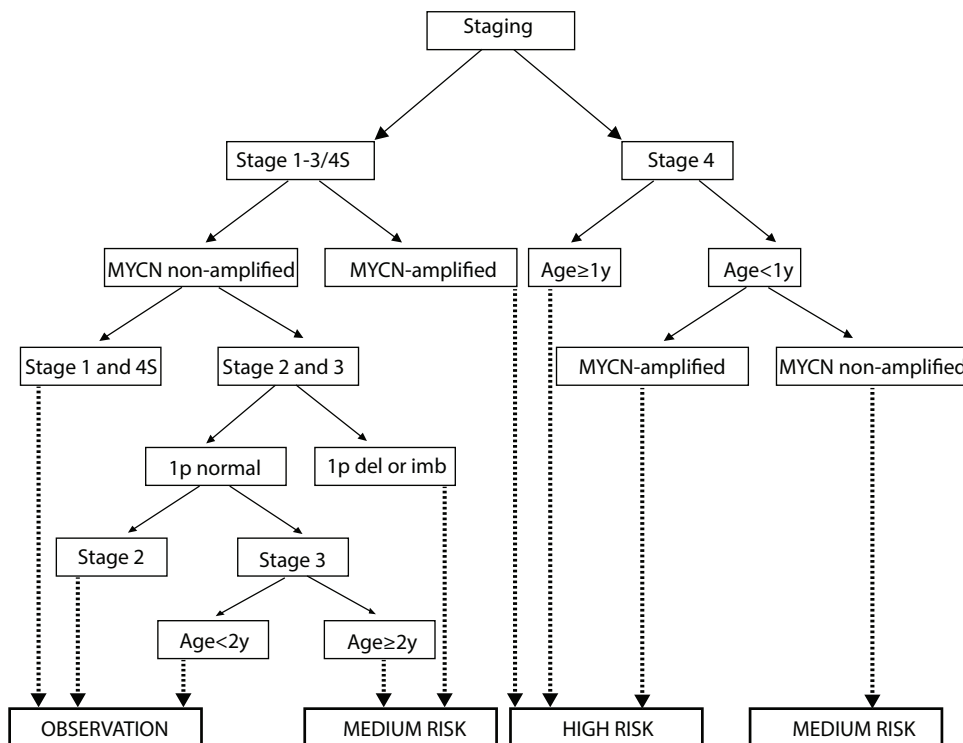 Staging
Stage 1-3/4S
Stage 4
MYCN non-amplified
MYCN-amplified
Age≥1y
Age<1y
Stage 1 and 4S
Stage 2 and 3
MYCN-amplified
MYCN non-amplified
1p normal
1p del or imb
Stage 2
Stage 3
Age<2y
Age≥2y
OBSERVATION
MEDIUM RISK
HIGH RISK
MEDIUM RISK